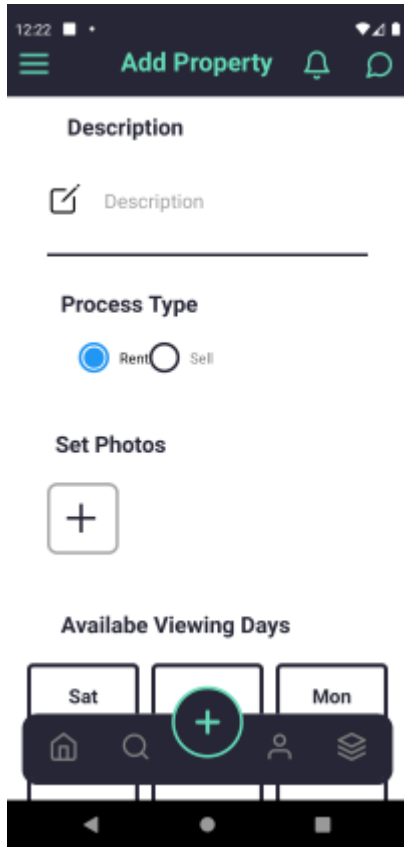 12:22
Add Property
Description
Description
Process Type
Rent Sell
Set Photos
Availabe Viewing Days
Sat Mon